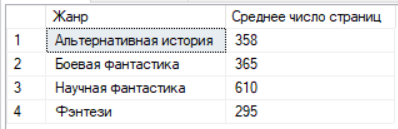 Жанр Среднее число страниц
1 Альтернативная история 358
2 Боевая фантастика 365
3 Научная фантастика 610
4 Фэнтези 295